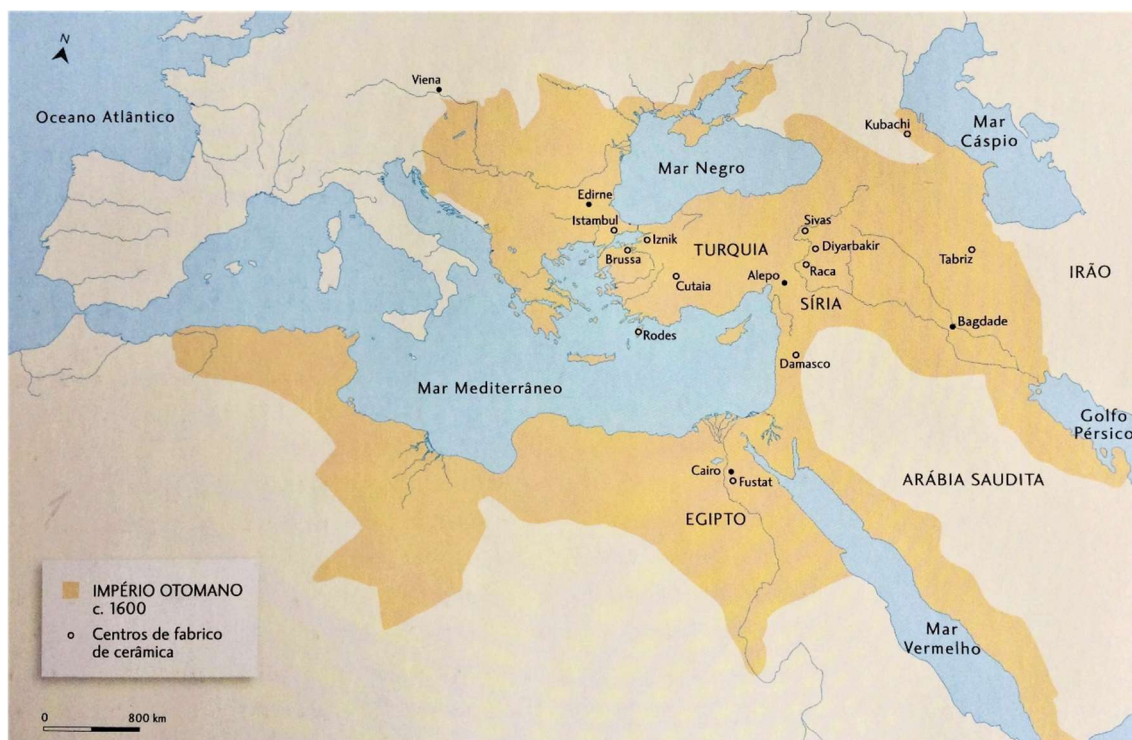 N
Viena
Oceano Atlântico
Kubachi
Mar
Cáspio
Mar Negro
Edirne
Istambul
Iznik
Brussa
TURQUIA
Sivas
Diyarbakir
Tabriz
IRÃO
Cutaia
Alepo
Raca
SÍRIA
Rodes
Bagdade
Damasco
Mar Mediterrâneo
Golfo
Pérsico
Cairo
Fustat
ARÁBIA SAUDITA
EGIPTO
IMPÉRIO OTOMANO
c. 1600
Centros de fabrico
de cerâmica
Mar
Vermelho
0 800 km